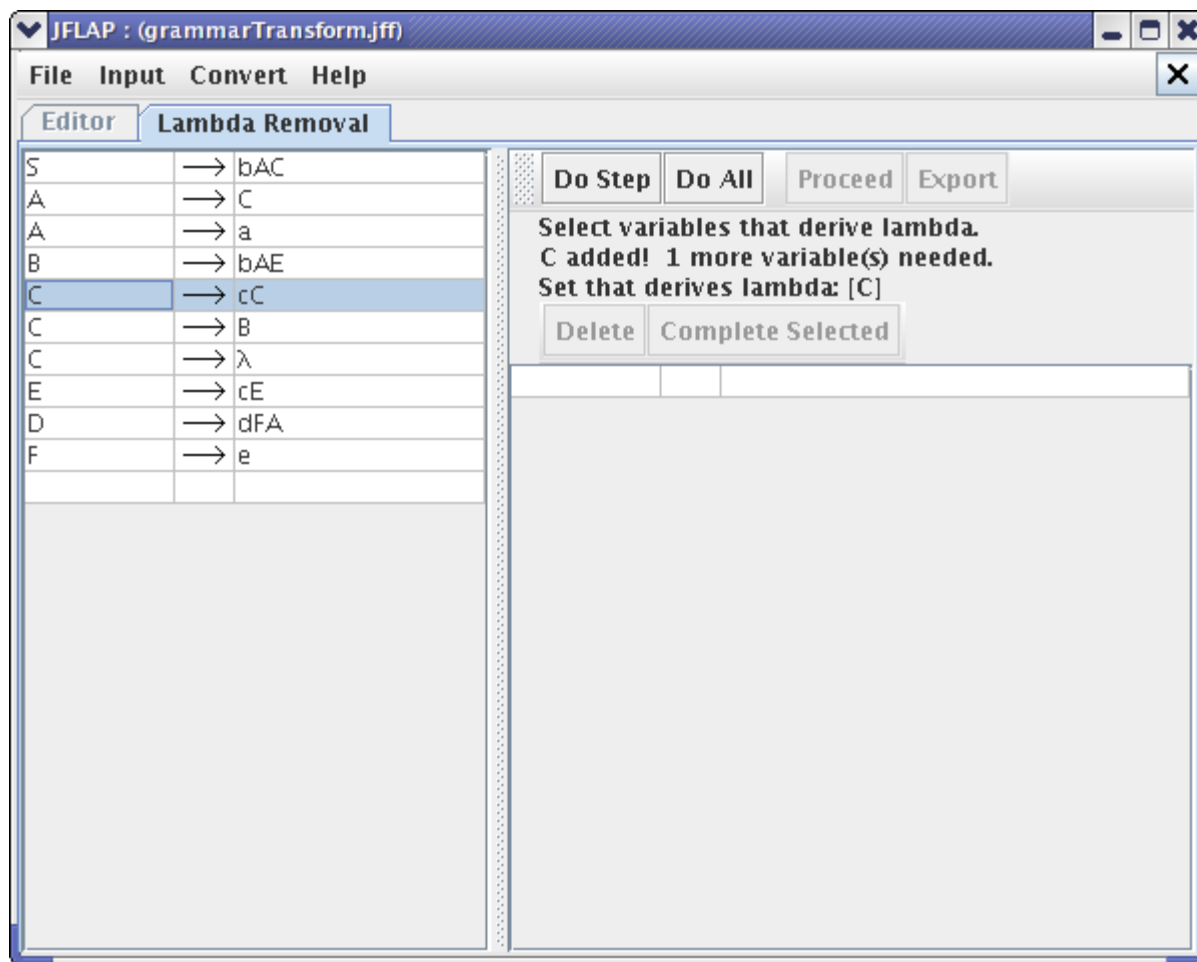 JFLAP : (grammarTransform.jff)
File Input Convert Help
Editor Lambda Removal
S → bAC
A → C
A → a
B → bAE
C → cC
C → B
C → λ
E → cE
D → dFA
F → e
Do Step Do All Proceed Export
Select variables that derive lambda.
C added! 1 more variable(s) needed.
Set that derives lambda: [C]
Delete Complete Selected